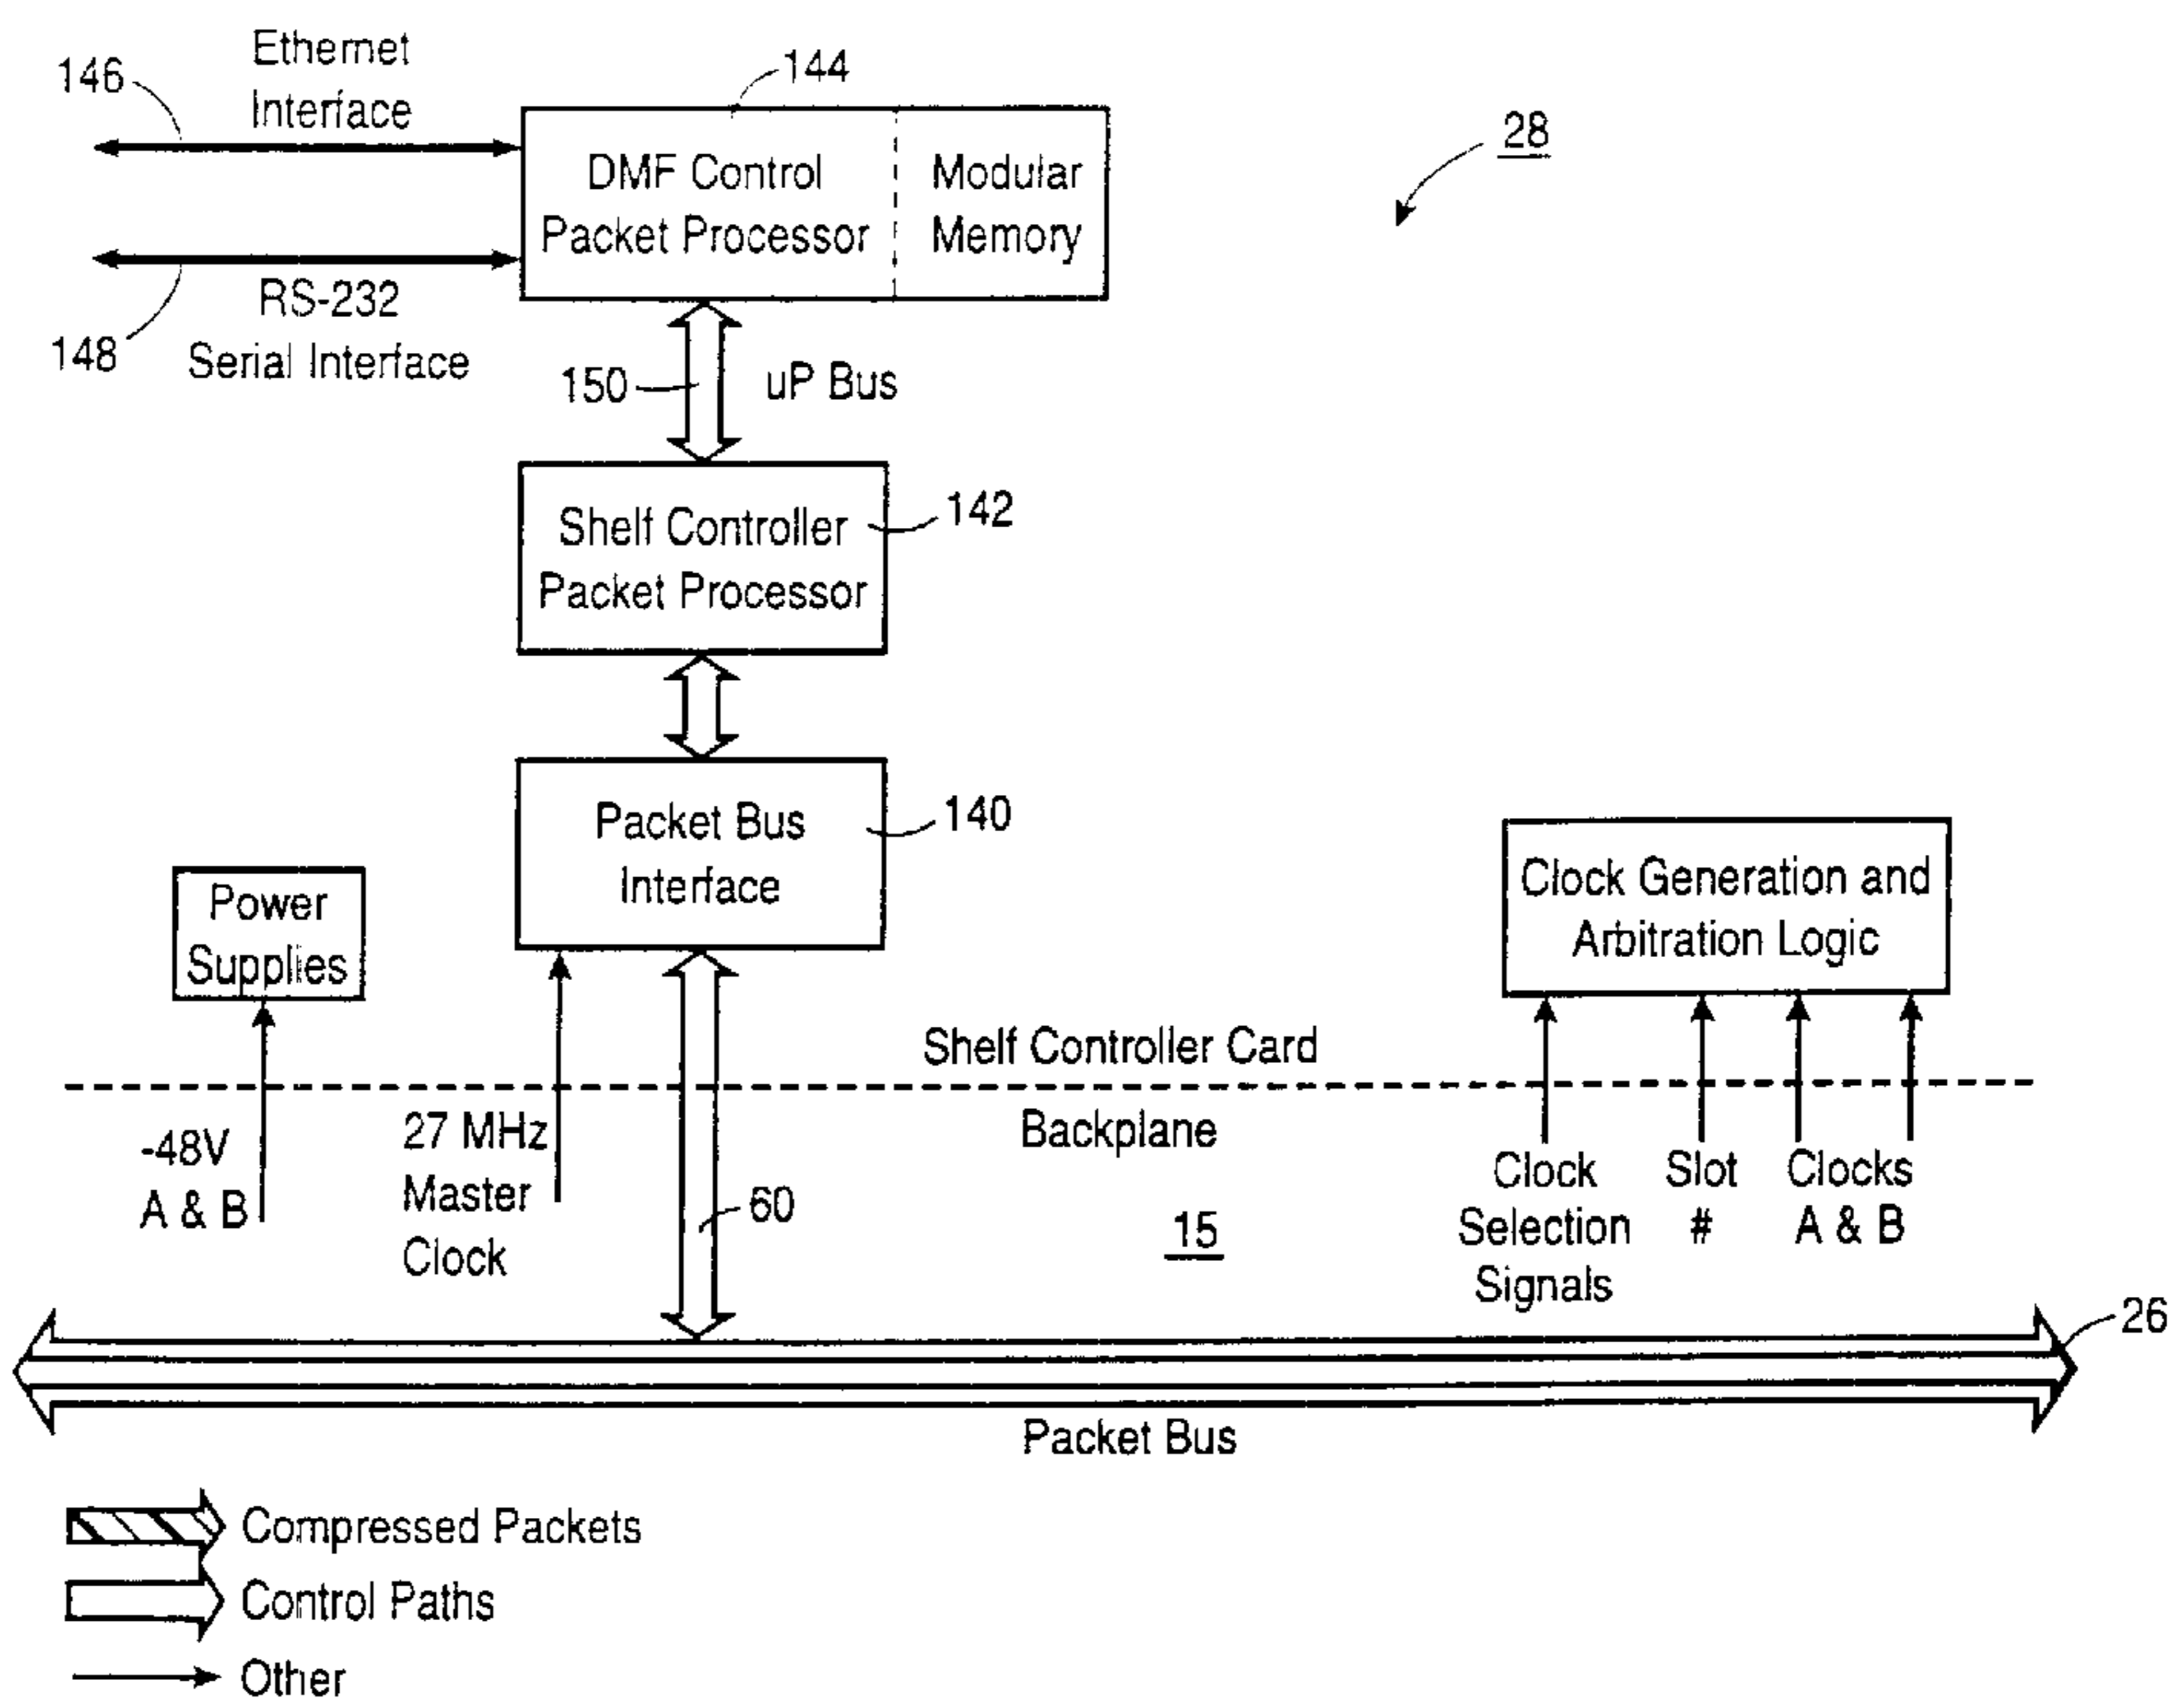 Ethernet
Interface
146
144
28
DMF Control
Packet Processor
Modular
Memory
RS-232
Serial Interface
148
150
uP Bus
Shelf Controller
Packet Processor
142
Packet Bus
Interface
140
Power
Supplies
Clock Generation and
Arbitration Logic
Shelf Controller Card
Backplane
-48V
A & B
27 MHz
Master
Clock
60
15
Clock
Selection
Signals
Slot
#
Clocks
A & B
26
Packet Bus
Compressed Packets
Control Paths
Other